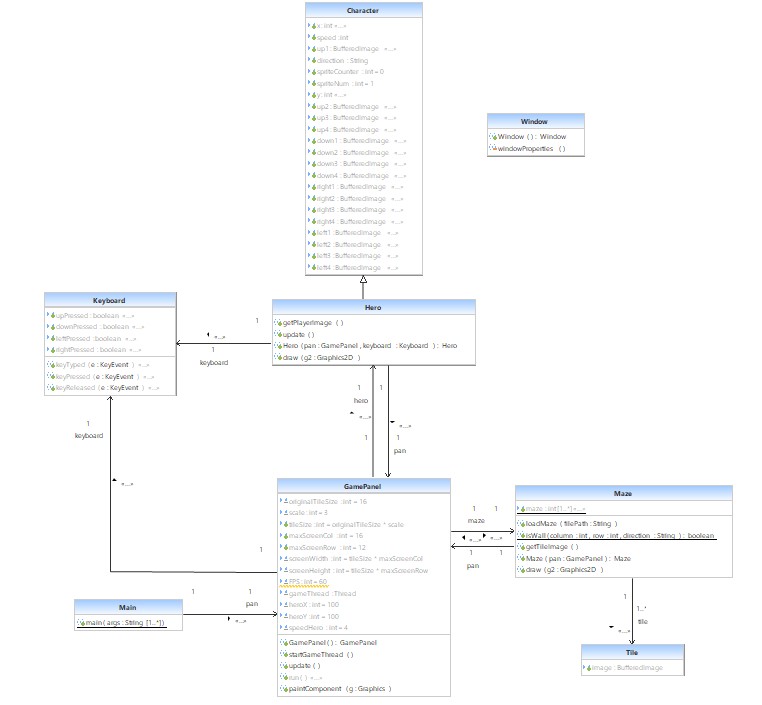 Character
x : int «...»
speed : int
up1 : BufferedImage «...»
direction : String
spriteCounter : int = 0
spriteNum : int = 1
y : int «...»
up2 : BufferedImage «...»
up3 : BufferedImage «...»
up4 : BufferedImage «...»
down1 : BufferedImage «...»
down2 : BufferedImage «...»
down3 : BufferedImage «...»
down4 : BufferedImage «...»
right1 : BufferedImage «...»
right2 : BufferedImage «...»
right3 : BufferedImage «...»
right4 : BufferedImage «...»
left1 : BufferedImage «...»
left2 : BufferedImage «...»
left3 : BufferedImage «...»
left4 : BufferedImage «...»
Window
Window ( ) : Window
windowProperties ( )
Keyboard
upPressed : boolean «...»
downPressed : boolean «...»
leftPressed : boolean «...»
rightPressed : boolean «...»
keyTyped ( e : KeyEvent ) «...»
keyPressed ( e : KeyEvent ) «...»
keyReleased ( e : KeyEvent ) «...»
Hero
getPlayerImage ( )
update ( )
Hero ( pan : GamePanel , keyboard : Keyboard ) : Hero
draw ( g2 : Graphics2D )
1
«...»
1
keyboard
1
1
hero
«...»
«...»
1
1
pan
1
keyboard
«...»
1
GamePanel
originalTileSize : int = 16
scale : int = 3
tileSize : int = originalTileSize * scale
maxScreenCol : int = 16
maxScreenRow : int = 12
screenWidth : int = tileSize * maxScreenCol
screenHeight : int = tileSize * maxScreenRow
FPS : int = 60
gameThread : Thread
heroX : int = 100
heroY : int = 100
speedHero : int = 4
GamePanel ( ) : GamePanel
startGameThread ( )
update ( )
run ( ) «...»
paintComponent ( g : Graphics )
1
1
maze
«...»
«...»
1
1
pan
Maze
maze : int [1..*] «...»
loadMaze ( filePath : String )
isWall ( column : int , row : int , direction : String ) : boolean
getTileImage ( )
Maze ( pan : GamePanel ) : Maze
draw ( g2 : Graphics2D )
Main
main ( args : String [1..*] )
1
1
pan
«...»
1
1..*
tile
«...»
Tile
image : BufferedImage